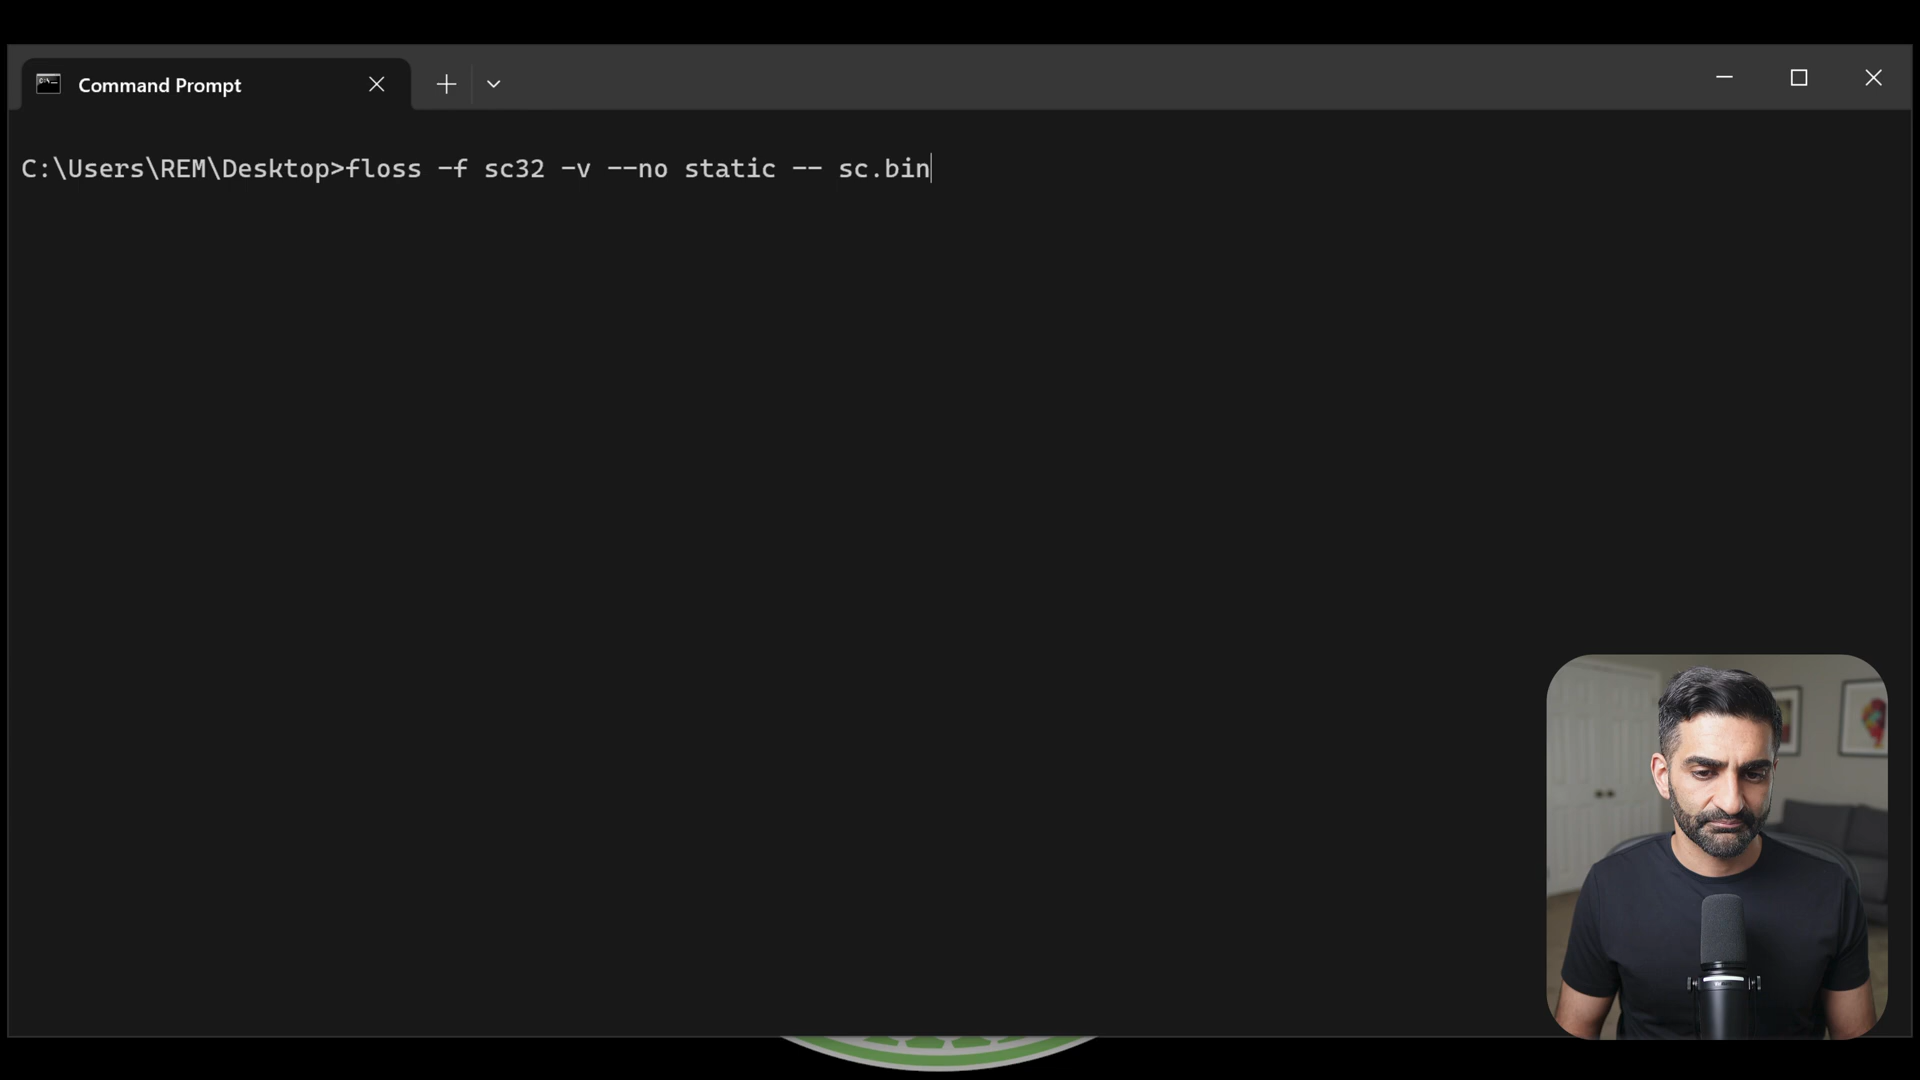 Command Prompt
C:\Users\REM\Desktop>floss -f sc32 -v --no static -- sc.bin